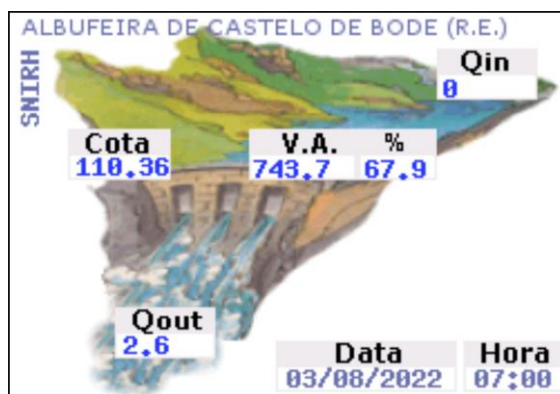 ALBUFEIRA DE CASTELO DE BODE (R.E.)
SNIRH
Qin
0
Cota
110.36
V.A. %
743.7 67.9
Qout
2.6
Data Hora
03/08/2022 07:00